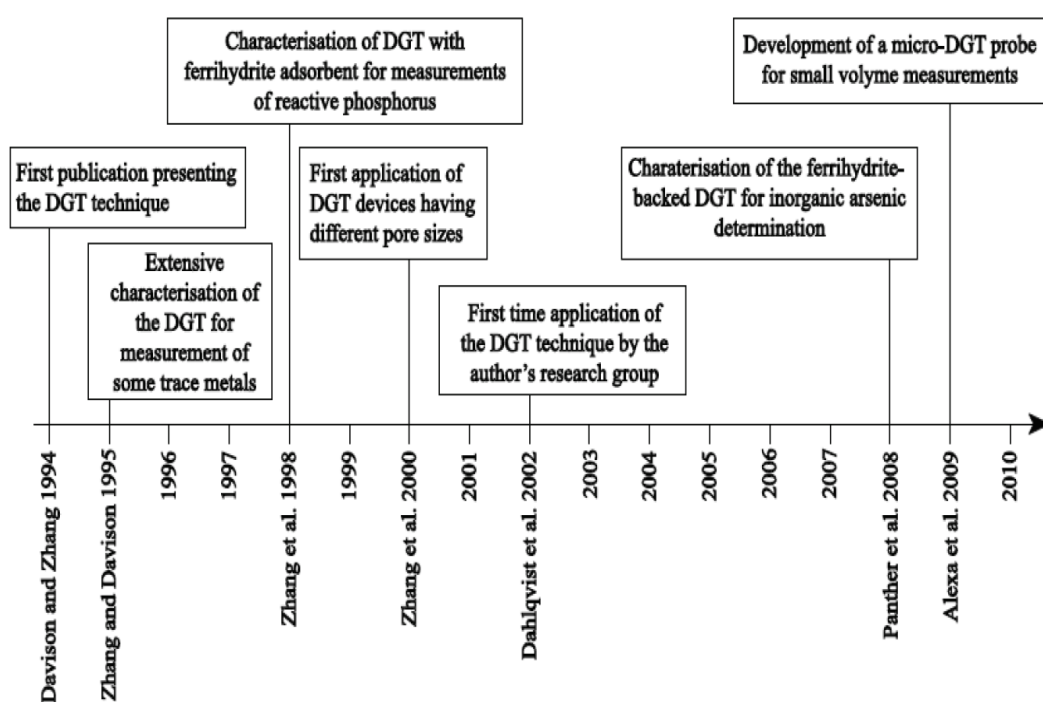 Characterisation of DGT with
ferrihydrite adsorbent for measurements
of reactive phosphorus
Development of a micro-DGT probe
for small volyme measurements
First publication presenting
the DGT technique
First application of
DGT devices having
different pore sizes
Charaterisation of the ferrihydrite-
backed DGT for inorganic arsenic
determination
Extensive
characterisation of
the DGT for
measurement of
some trace metals
First time application of
the DGT technique by the
author's research group
Davison and Zhang 1994
Zhang and Davison 1995
1996
1997
Zhang et al. 1998
1999
Zhang et al. 2000
2001
Dahlqvist et al. 2002
2003
2004
2005
2006
2007
Panther et al. 2008
Alexa et al. 2009
2010